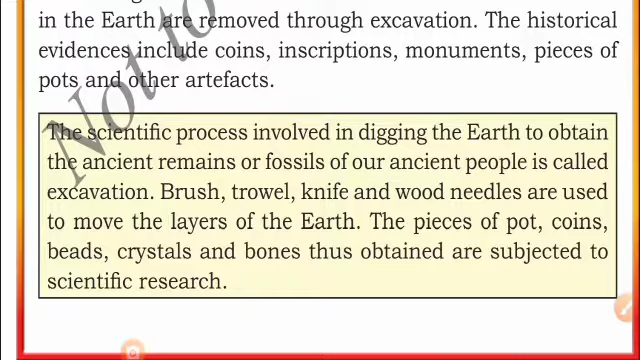 in the Earth are removed through excavation. The historical
evidences include coins, inscriptions, monuments, pieces of
pots and other artefacts.
Not to
The scientific process involved in digging the Earth to obtain
the ancient remains or fossils of our ancient people is called
excavation. Brush, trowel, knife and wood needles are used
to move the layers of the Earth. The pieces of pot, coins,
beads, crystals and bones thus obtained are subjected to
scientific research.